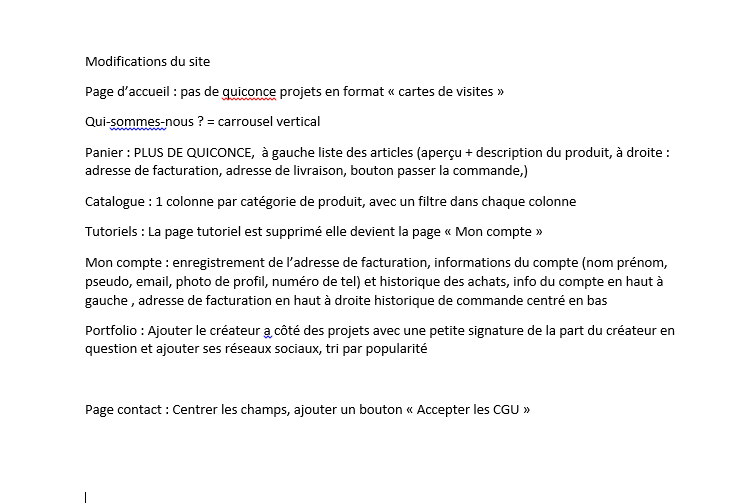 Modifications du site
Page d’accueil : pas de quiconce projets en format « cartes de visites »
Qui-sommes-nous ? = carrousel vertical
Panier : PLUS DE QUICONCE,  à gauche liste des articles (aperçu + description du produit, à droite :
adresse de facturation, adresse de livraison, bouton passer la commande,)
Catalogue : 1 colonne par catégorie de produit, avec un filtre dans chaque colonne
Tutoriels : La page tutoriel est supprimé elle devient la page « Mon compte »
Mon compte : enregistrement de l’adresse de facturation, informations du compte (nom prénom,
pseudo, email, photo de profil, numéro de tel) et historique des achats, info du compte en haut à
gauche , adresse de facturation en haut à droite historique de commande centré en bas
Portfolio : Ajouter le créateur a côté des projets avec une petite signature de la part du créateur en
question et ajouter ses réseaux sociaux, tri par popularité
Page contact : Centrer les champs, ajouter un bouton « Accepter les CGU »